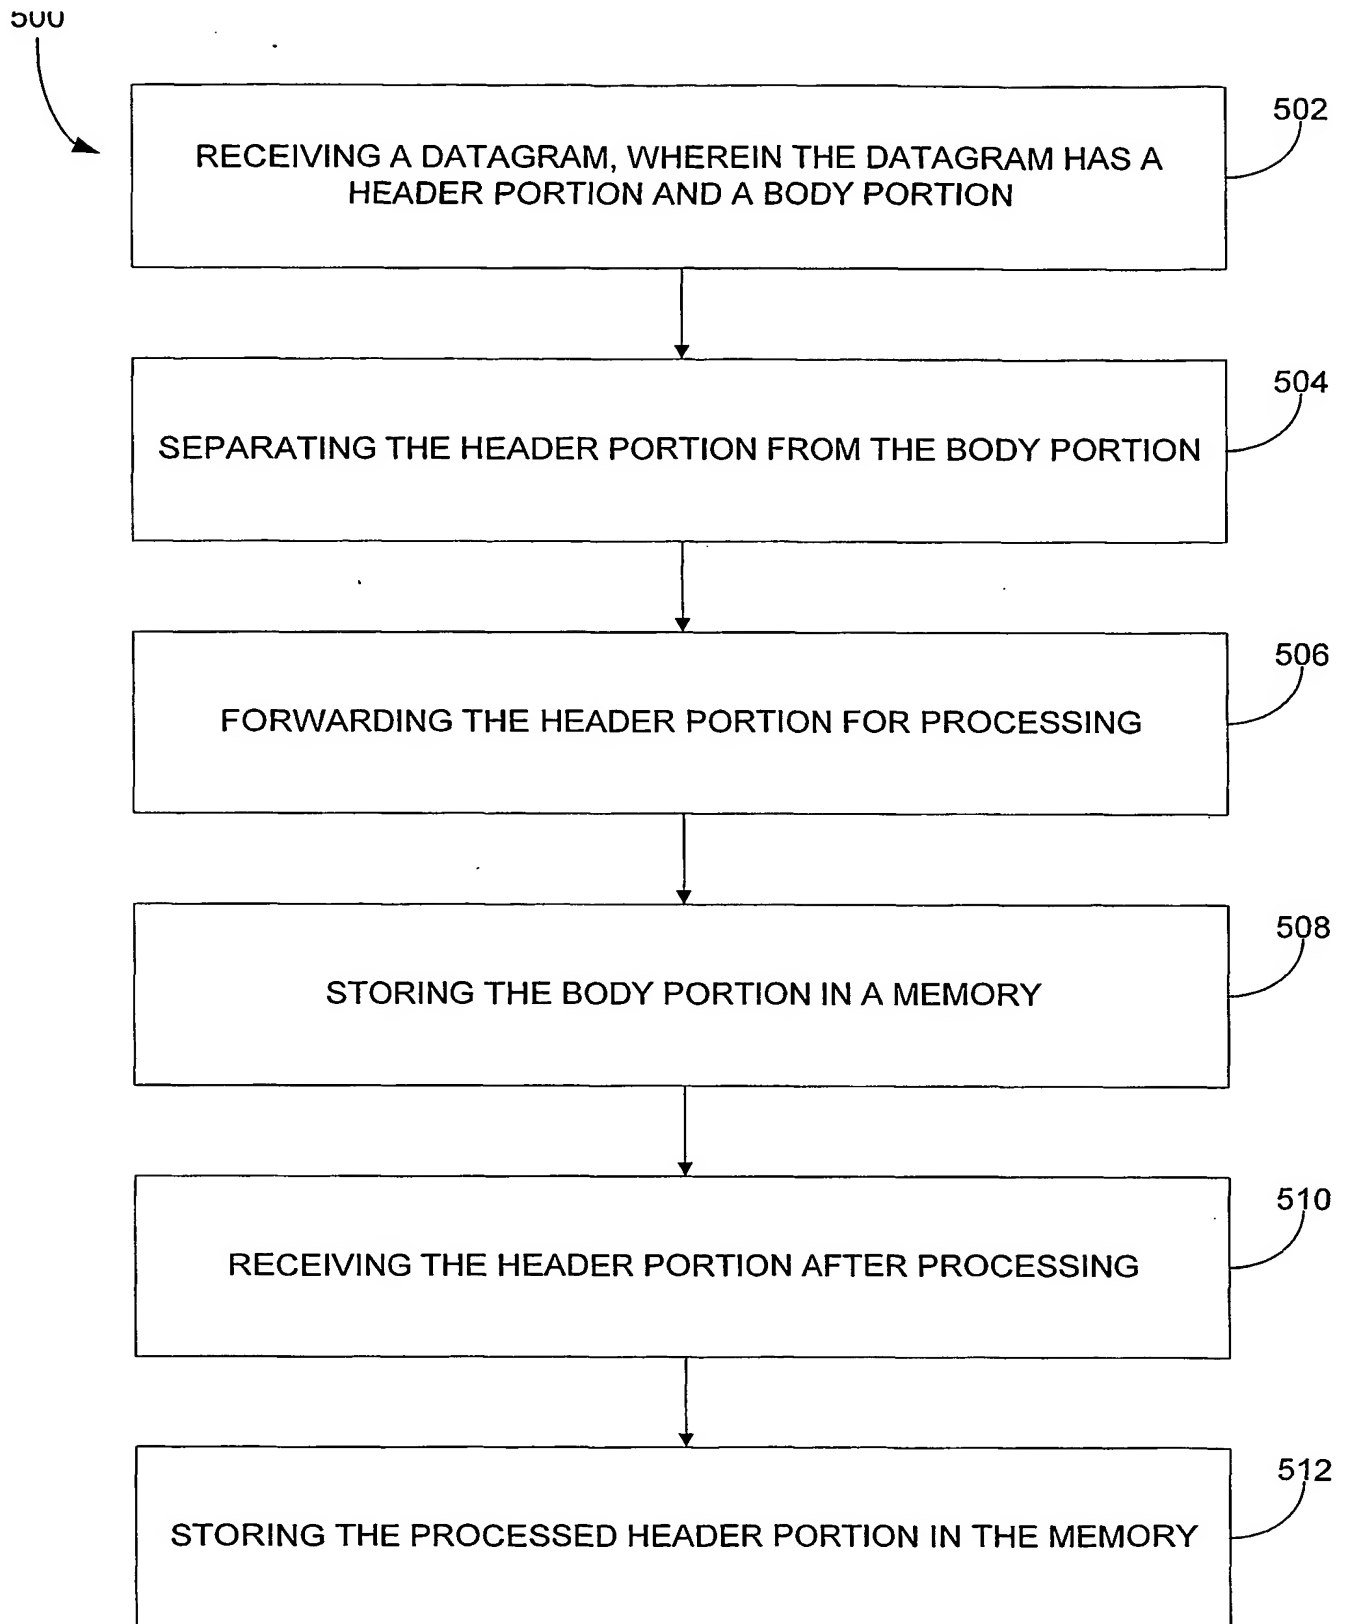 500
502
RECEIVING A DATAGRAM, WHEREIN THE DATAGRAM HAS A
HEADER PORTION AND A BODY PORTION
504
SEPARATING THE HEADER PORTION FROM THE BODY PORTION
506
FORWARDING THE HEADER PORTION FOR PROCESSING
508
STORING THE BODY PORTION IN A MEMORY
510
RECEIVING THE HEADER PORTION AFTER PROCESSING
512
STORING THE PROCESSED HEADER PORTION IN THE MEMORY